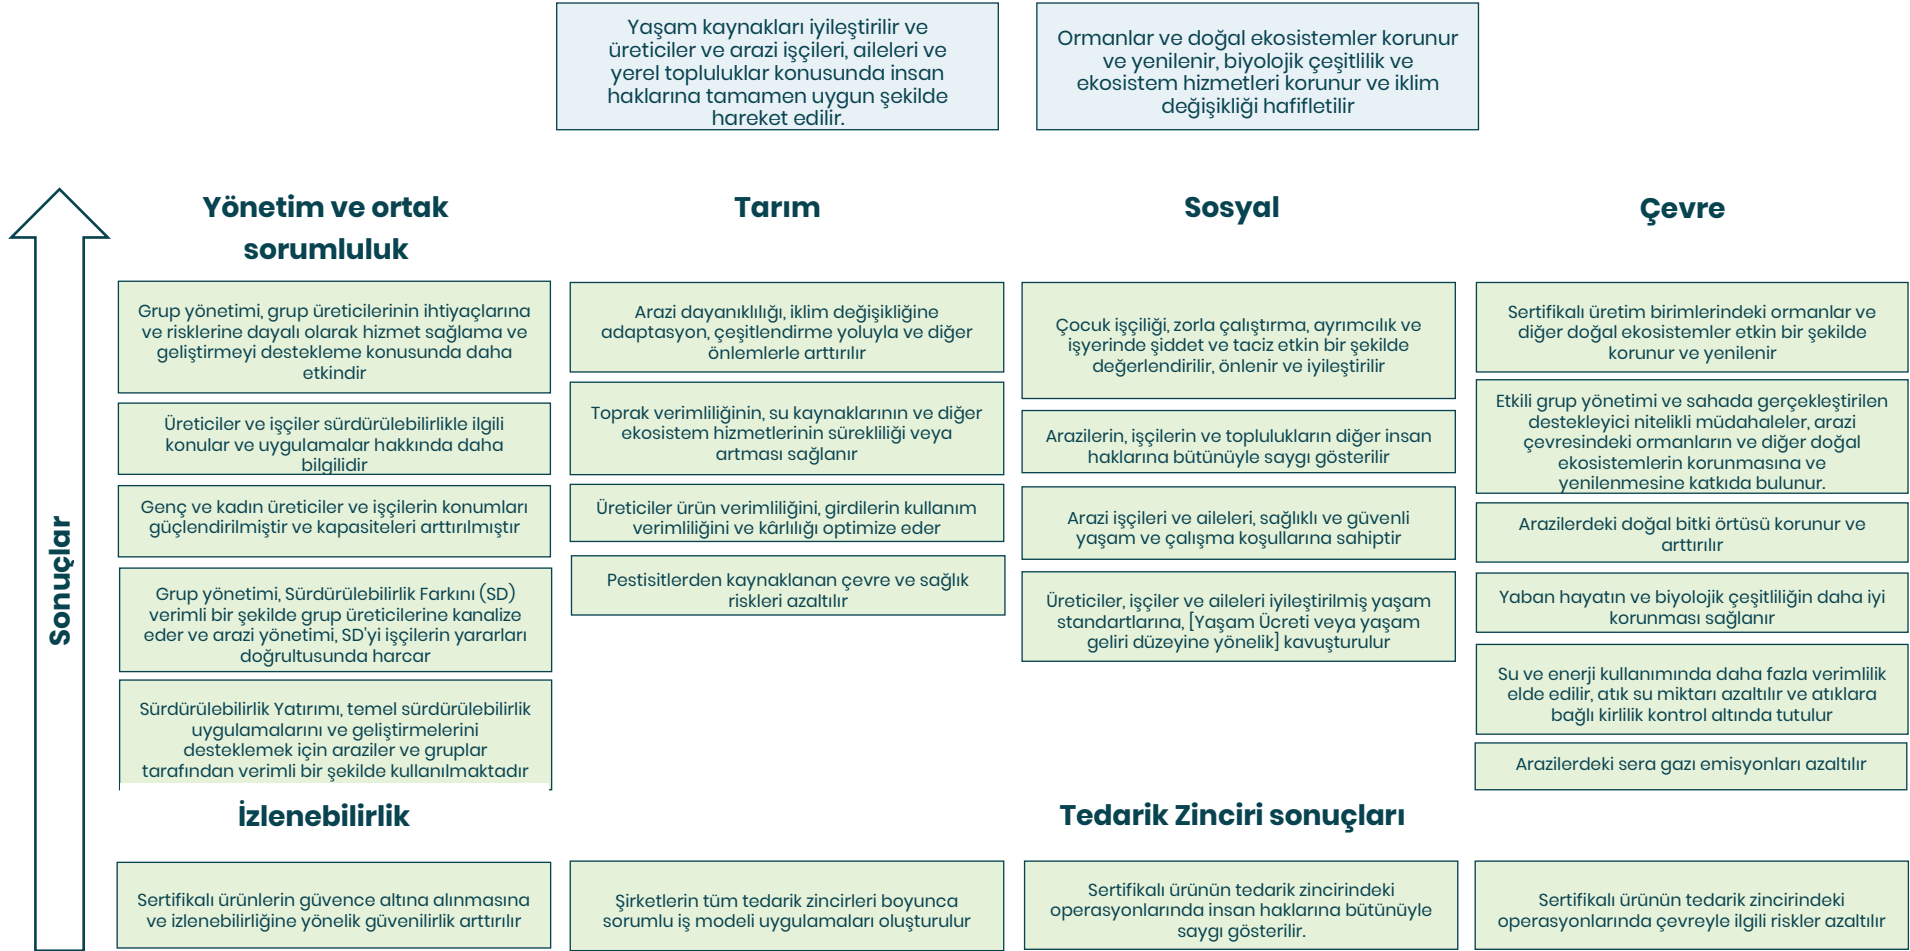 Yaşam kaynakları iyileştirilir ve
üreticiler ve arazi işçileri, aileleri ve
yerel topluluklar konusunda insan
haklarına tamamen uygun şekilde
hareket edilir.
Ormanlar ve doğal ekosistemler korunur
ve yenilenir, biyolojik çeşitlilik ve
ekosistem hizmetleri korunur ve iklim
değişikliği hafifletilir
Sonuçlar
Yönetim ve ortak
sorumluluk
Grup yönetimi, grup üreticilerinin ihtiyaçlarına
ve risklerine dayalı olarak hizmet sağlama ve
geliştirmeyi destekleme konusunda daha
etkindir
Üreticiler ve işçiler sürdürülebilirlikle ilgili
konular ve uygulamalar hakkında daha
bilgilidir
Genç ve kadın üreticiler ve işçilerin konumları
güçlendirilmiştir ve kapasiteleri arttırılmıştır
Grup yönetimi, Sürdürülebilirlik Farkını (SD)
verimli bir şekilde grup üreticilerine kanalize
eder ve arazi yönetimi, SD'yi işçilerin yararları
doğrultusunda harcar
Sürdürülebilirlik Yatırımı, temel sürdürülebilirlik
uygulamalarını ve geliştirmelerini
desteklemek için araziler ve gruplar
tarafından verimli bir şekilde kullanılmaktadır
Tarım
Arazi dayanıklılığı, iklim değişikliğine
adaptasyon, çeşitlendirme yoluyla ve diğer
önlemlerle arttırılır
Toprak verimliliğinin, su kaynaklarının ve diğer
ekosistem hizmetlerinin sürekliliği veya
artması sağlanır
Üreticiler ürün verimliliğini, girdilerin kullanım
verimliliğini ve kârlılığı optimize eder
Pestisitlerden kaynaklanan çevre ve sağlık
riskleri azaltılır
Sosyal
Çocuk işçiliği, zorla çalıştırma, ayrımcılık ve
işyerinde şiddet ve taciz etkin bir şekilde
değerlendirilir, önlenir ve iyileştirilir
Arazilerin, işçilerin ve toplulukların diğer insan
haklarına bütünüyle saygı gösterilir
Arazi işçileri ve aileleri, sağlıklı ve güvenli
yaşam ve çalışma koşullarına sahiptir
Üreticiler, işçiler ve aileleri iyileştirilmiş yaşam
standartlarına, [Yaşam Ücreti veya yaşam
geliri düzeyine yönelik] kavuşturulur
Çevre
Sertifikalı üretim birimlerindeki ormanlar ve
diğer doğal ekosistemler etkin bir şekilde
korunur ve yenilenir
Etkili grup yönetimi ve sahada gerçekleştirilen
destekleyici nitelikli müdahaleler, arazi
çevresindeki ormanların ve diğer doğal
ekosistemlerin korunmasına ve
yenilenmesine katkıda bulunur.
Arazilerdeki doğal bitki örtüsü korunur ve
arttırılır
Yaban hayatın ve biyolojik çeşitliliğin daha iyi
korunması sağlanır
Su ve enerji kullanımında daha fazla verimlilik
elde edilir, atık su miktarı azaltılır ve atıklara
bağlı kirlilik kontrol altında tutulur
Arazilerdeki sera gazı emisyonları azaltılır
İzlenebilirlik
Sertifikalı ürünlerin güvence altına alınmasına
ve izlenebilirliğine yönelik güvenilirlik arttırılır
Tedarik Zinciri sonuçları
Şirketlerin tüm tedarik zincirleri boyunca
sorumlu iş modeli uygulamaları oluşturulur
Sertifikalı ürünün tedarik zincirindeki
operasyonlarında insan haklarına bütünüyle
saygı gösterilir.
Sertifikalı ürünün tedarik zincirindeki
operasyonlarında çevreyle ilgili riskler azaltılır